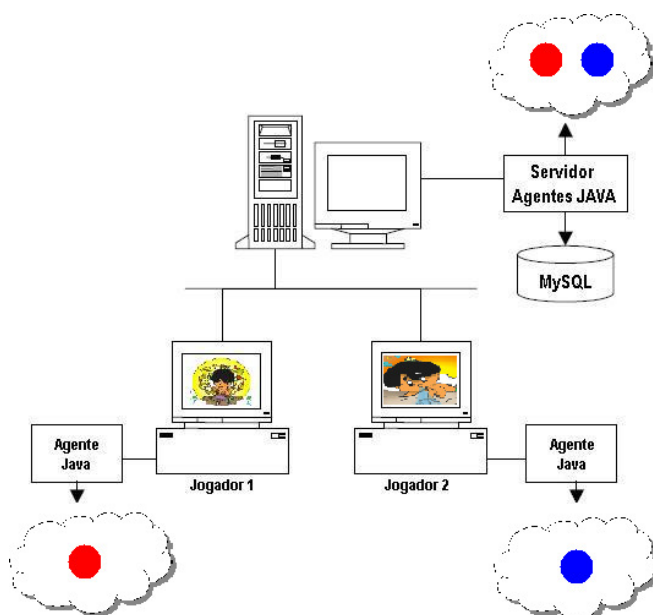 Servidor
Agentes JAVA
MySQL
Agente
Java
Jogador 1
Jogador 2
Agente
Java